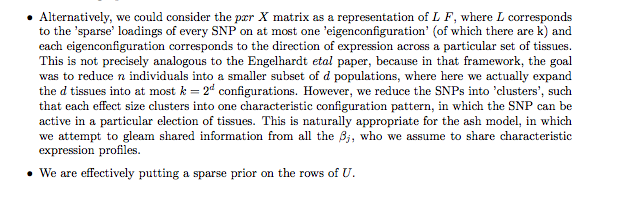 • Alternatively, we could consider the pxr X matrix as a representation of L F, where L corresponds
to the 'sparse' loadings of every SNP on at most one 'eigenconfiguration' (of which there are k) and
each eigenconfiguration corresponds to the direction of expression across a particular set of tissues.
This is not precisely analogous to the Engelhardt etal paper, because in that framework, the goal
was to reduce n individuals into a smaller subset of d populations, where here we actually expand
the d tissues into at most k = 2^d configurations. However, we reduce the SNPs into 'clusters', such
that each effect size clusters into one characteristic configuration pattern, in which the SNP can be
active in a particular election of tissues. This is naturally appropriate for the ash model, in which
we attempt to gleam shared information from all the β_j, who we assume to share characteristic
expression profiles.
• We are effectively putting a sparse prior on the rows of U.